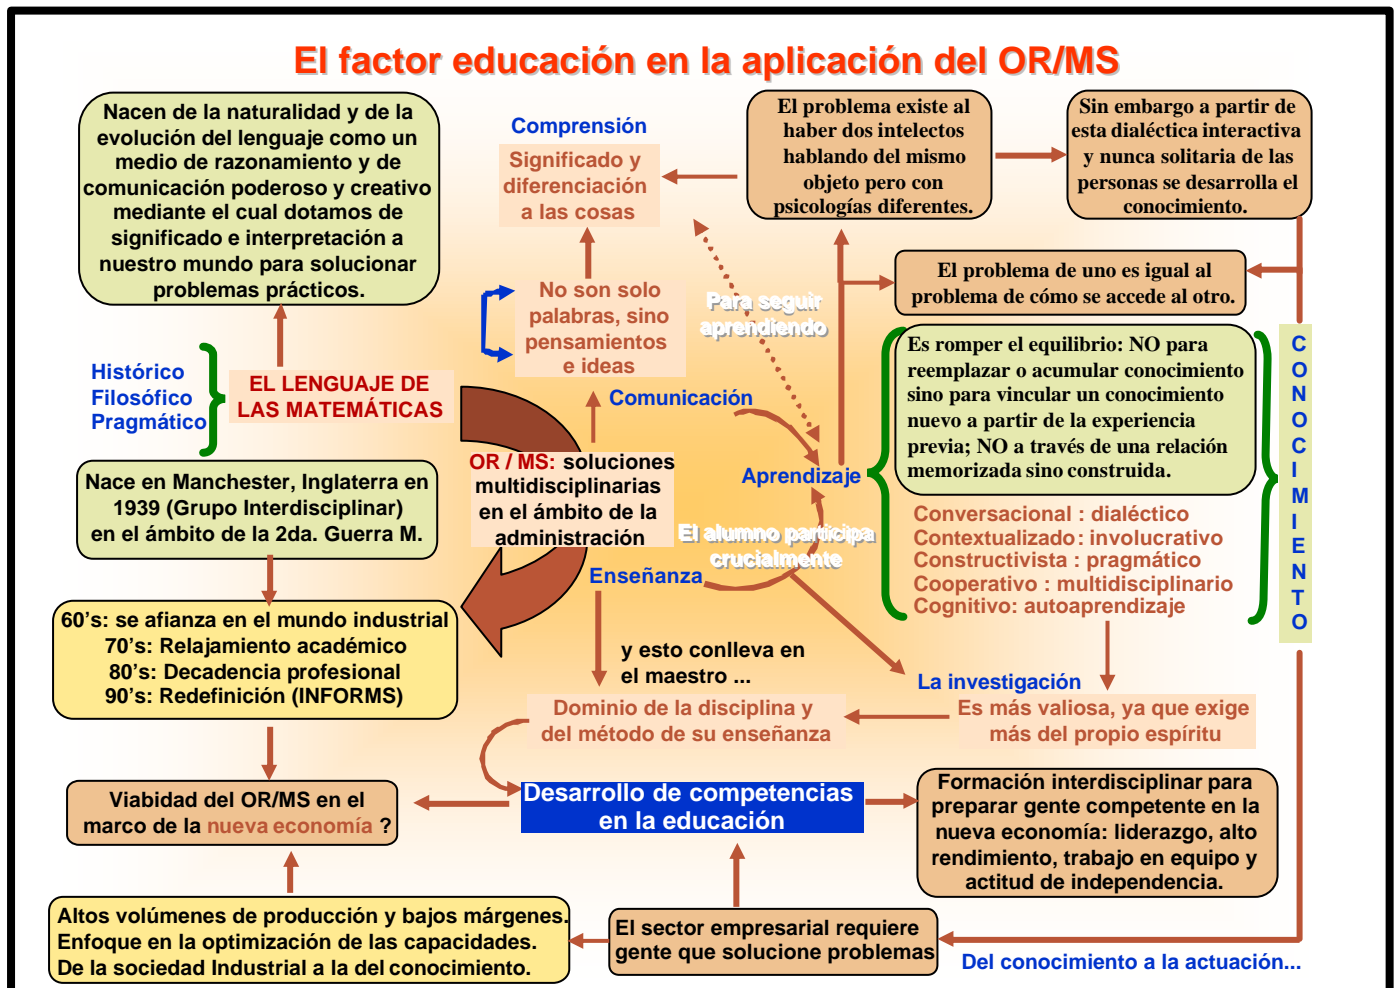 El factor educación en la aplicación del OR/MS
Nacen de la naturalidad y de la
evolución del lenguaje como un
medio de razonamiento y de
comunicación poderoso y creativo
mediante el cual dotamos de
significado e interpretación a
nuestro mundo para solucionar
problemas prácticos.
Comprensión
Significado y
diferenciación
a las cosas
El problema existe al
haber dos intelectos
hablando del mismo
objeto pero con
psicologías diferentes.
Sin embargo a partir de
esta dialéctica interactiva
y nunca solitaria de las
personas se desarrolla el
conocimiento.
El problema de uno es igual al
problema de cómo se accede al otro.
No son solo
palabras, sino
pensamientos
e ideas
Para seguir
aprendiendo
Histórico
Filosófico
Pragmático
EL LENGUAJE DE
LAS MATEMÁTICAS
Comunicación
Es romper el equilibrio: NO para
reemplazar o acumular conocimiento
sino para vincular un conocimiento
nuevo a partir de la experiencia
previa; NO a través de una relación
memorizada sino construida.
CONOCIMIENTO
Nace en Manchester, Inglaterra en
1939 (Grupo Interdisciplinar)
en el ámbito de la 2da. Guerra M.
OR / MS: soluciones
multidisciplinarias
en el ámbito de la
administración
Aprendizaje
El alumno participa
crucialmente
Enseñanza
Conversacional : dialéctico
Contextualizado : involucrativo
Constructivista : pragmático
Cooperativo : multidisciplinario
Cognitivo: autoaprendizaje
60's: se afianza en el mundo industrial
70's: Relajamiento académico
80's: Decadencia profesional
90's: Redefinición (INFORMS)
y esto conlleva en
el maestro ...
La investigación
Dominio de la disciplina y
del método de su enseñanza
Es más valiosa, ya que exige
más del propio espíritu
Viabidad del OR/MS en el
marco de la nueva economía ?
Desarrollo de competencias
en la educación
Formación interdisciplinar para
preparar gente competente en la
nueva economía: liderazgo, alto
rendimiento, trabajo en equipo y
actitud de independencia.
Altos volúmenes de producción y bajos márgenes.
Enfoque en la optimización de las capacidades.
De la sociedad Industrial a la del conocimiento.
El sector empresarial requiere
gente que solucione problemas
Del conocimiento a la actuación...